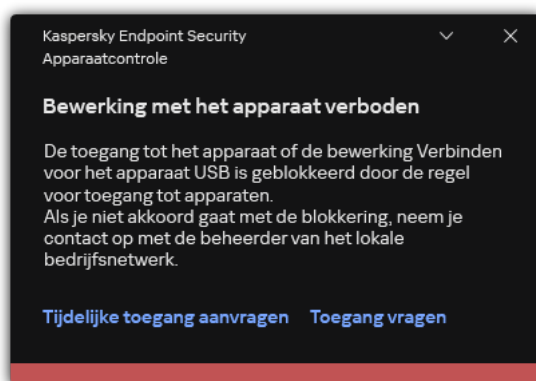 Kaspersky Endpoint Security
Apparaatcontrole
Bewerking met het apparaat verboden
De toegang tot het apparaat of de bewerking Verbinden
voor het apparaat USB is geblokkeerd door de regel
voor toegang tot apparaten.
Als je niet akkoord gaat met de blokkering, neem je
contact op met de beheerder van het lokale
bedrijfsnetwerk.
Tijdelijke toegang aanvragen Toegang vragen